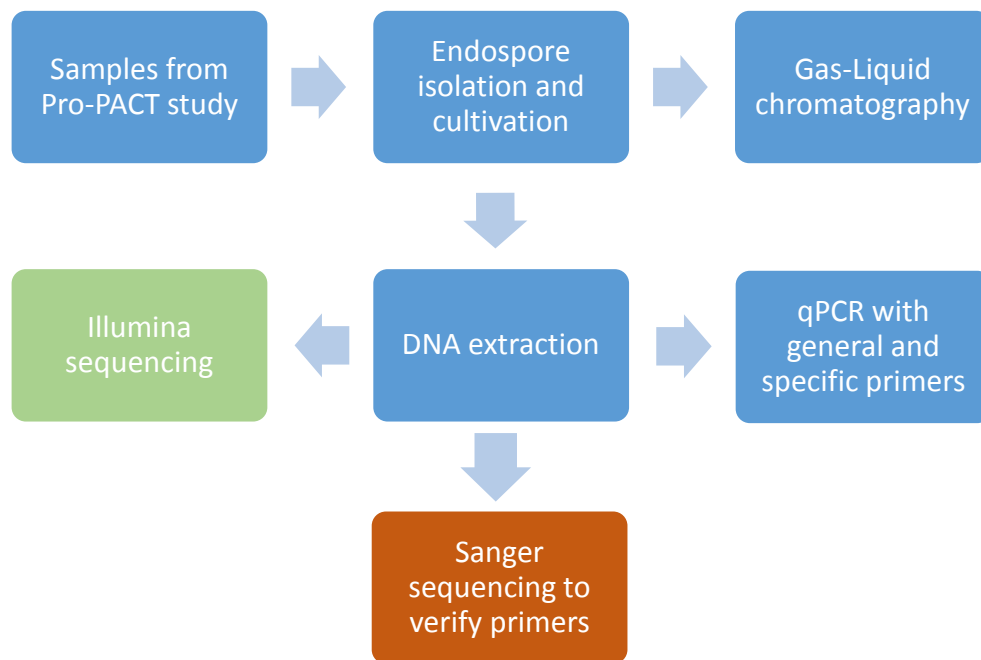 Samples from
Pro-PACT study
Endospore
isolation and
cultivation
Gas-Liquid
chromatography
Illumina
sequencing
DNA extraction
qPCR with
general and
specific primers
Sanger
sequencing to
verify primers